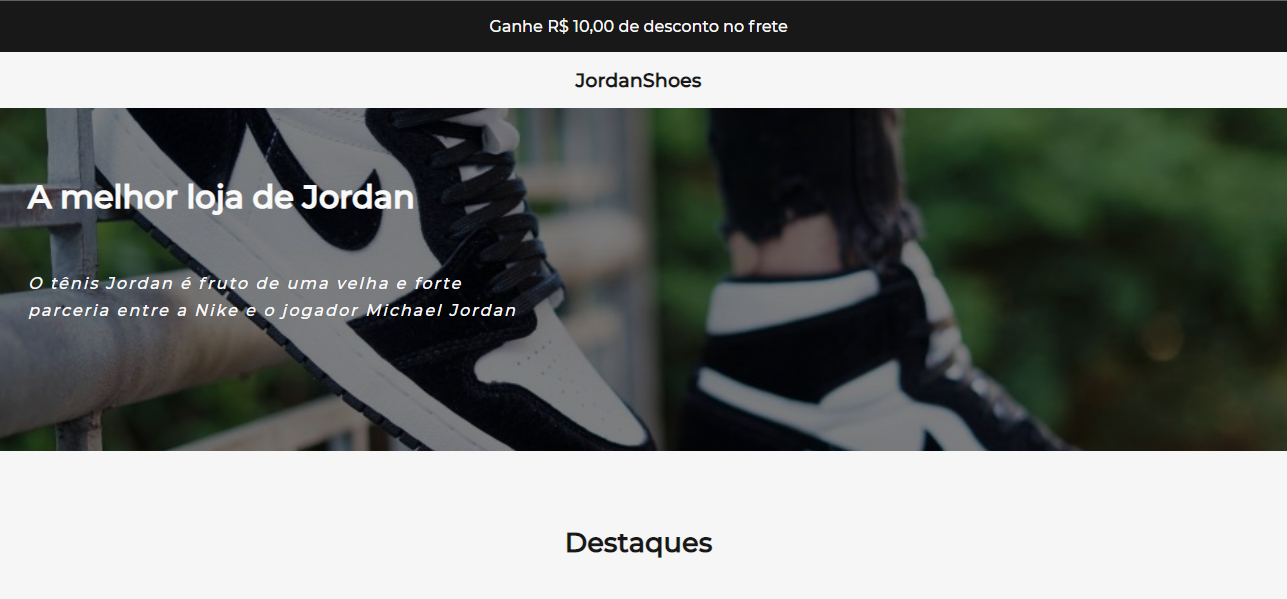 Ganhe R$ 10,00 de desconto no frete
JordanShoes
A melhor loja de Jordan
O tênis Jordan é fruto de uma velha e forte
parceria entre a Nike e o jogador Michael Jordan
Destaques